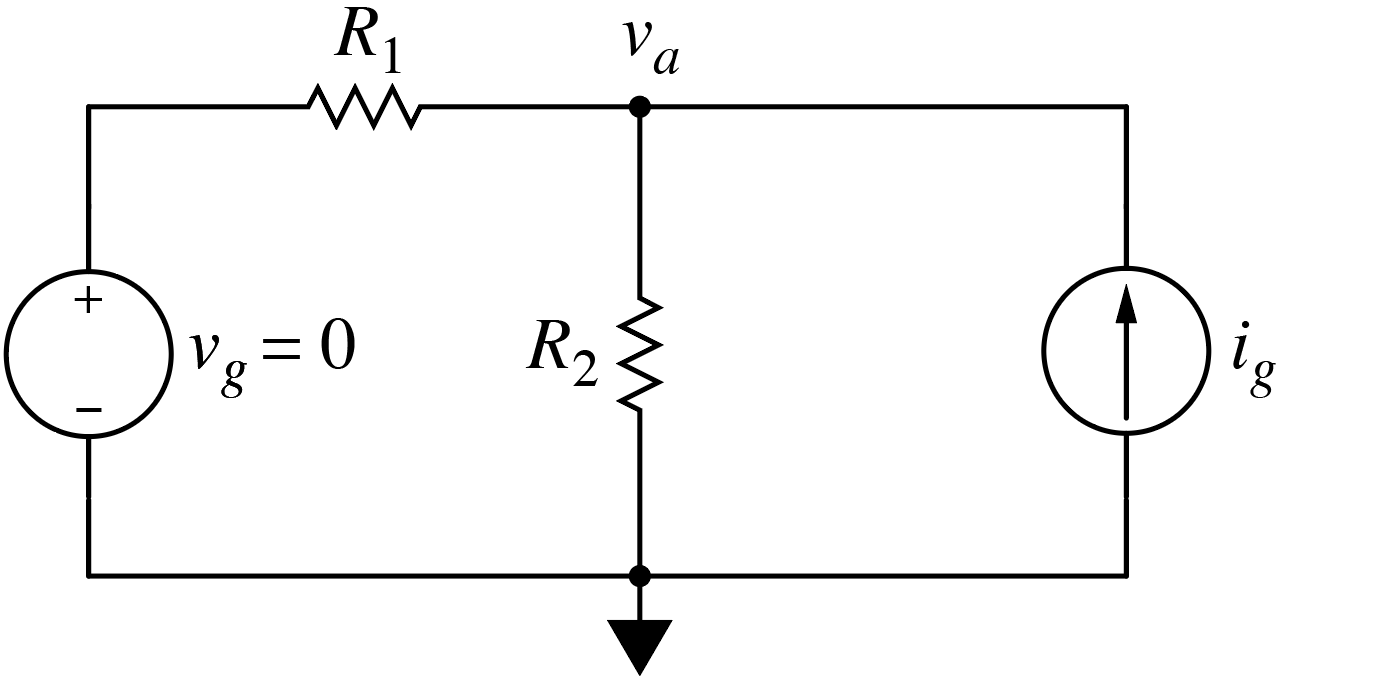 R1
va
+
vg = 0
−
R2
ig